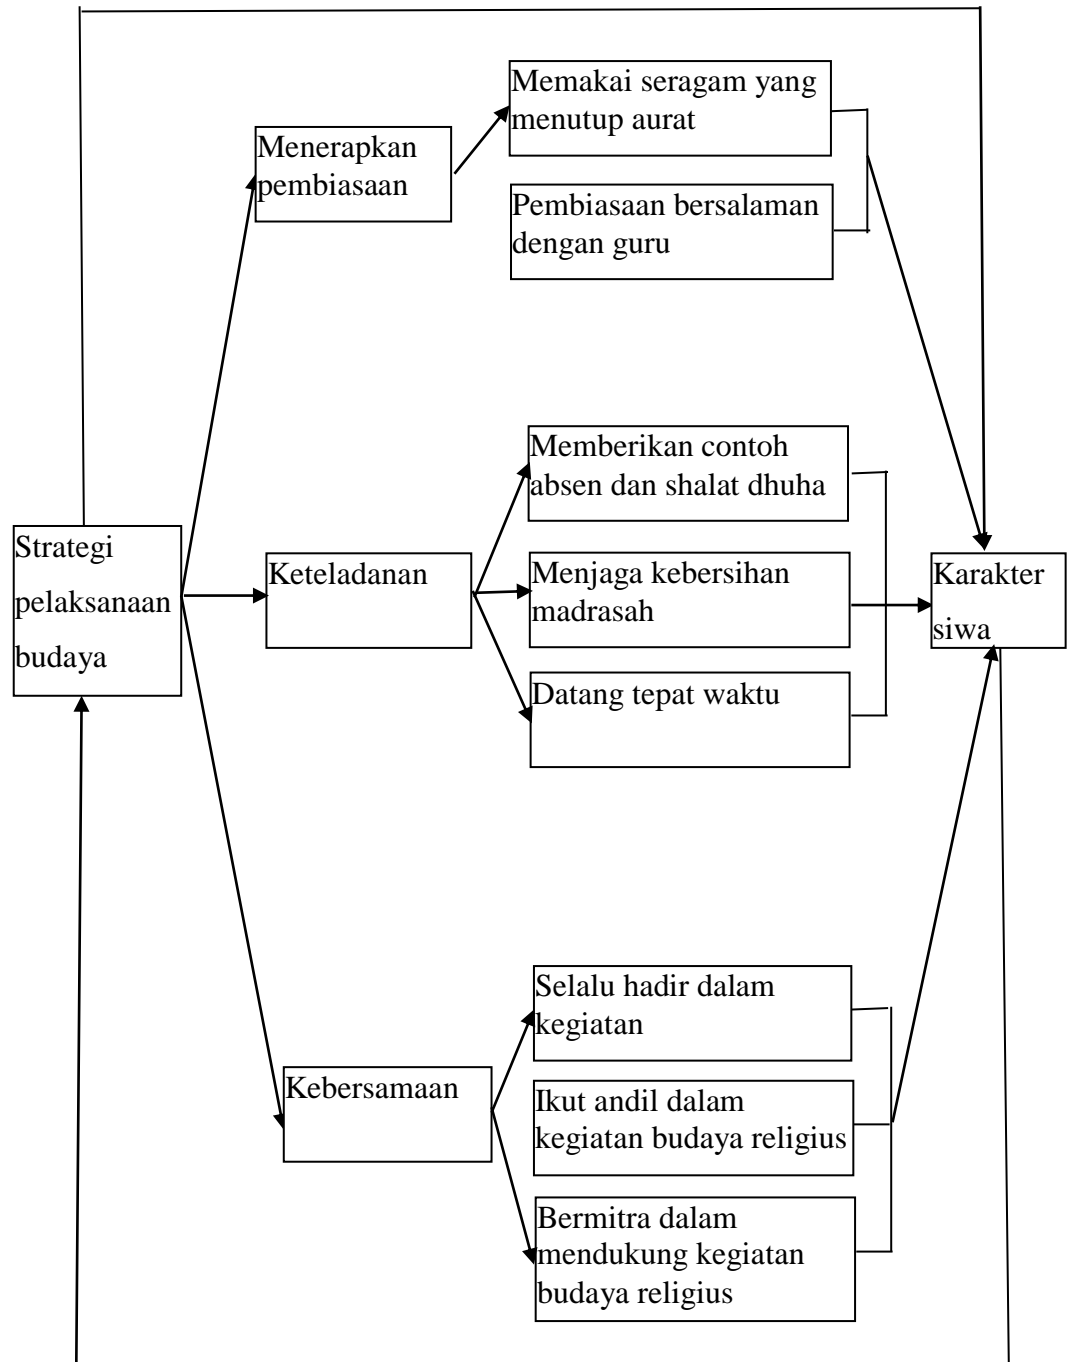 Memakai seragam yang
menutup aurat
Menerapkan
pembiasaan
Pembiasaan bersalaman
dengan guru
Memberikan contoh
absen dan shalat dhuha
Strategi
pelaksanaan
budaya
Keteladanan
Menjaga kebersihan
madrasah
Karakter
siwa
Datang tepat waktu
Selalu hadir dalam
kegiatan
Kebersamaan
Ikut andil dalam
kegiatan budaya religius
Bermitra dalam
mendukung kegiatan
budaya religius